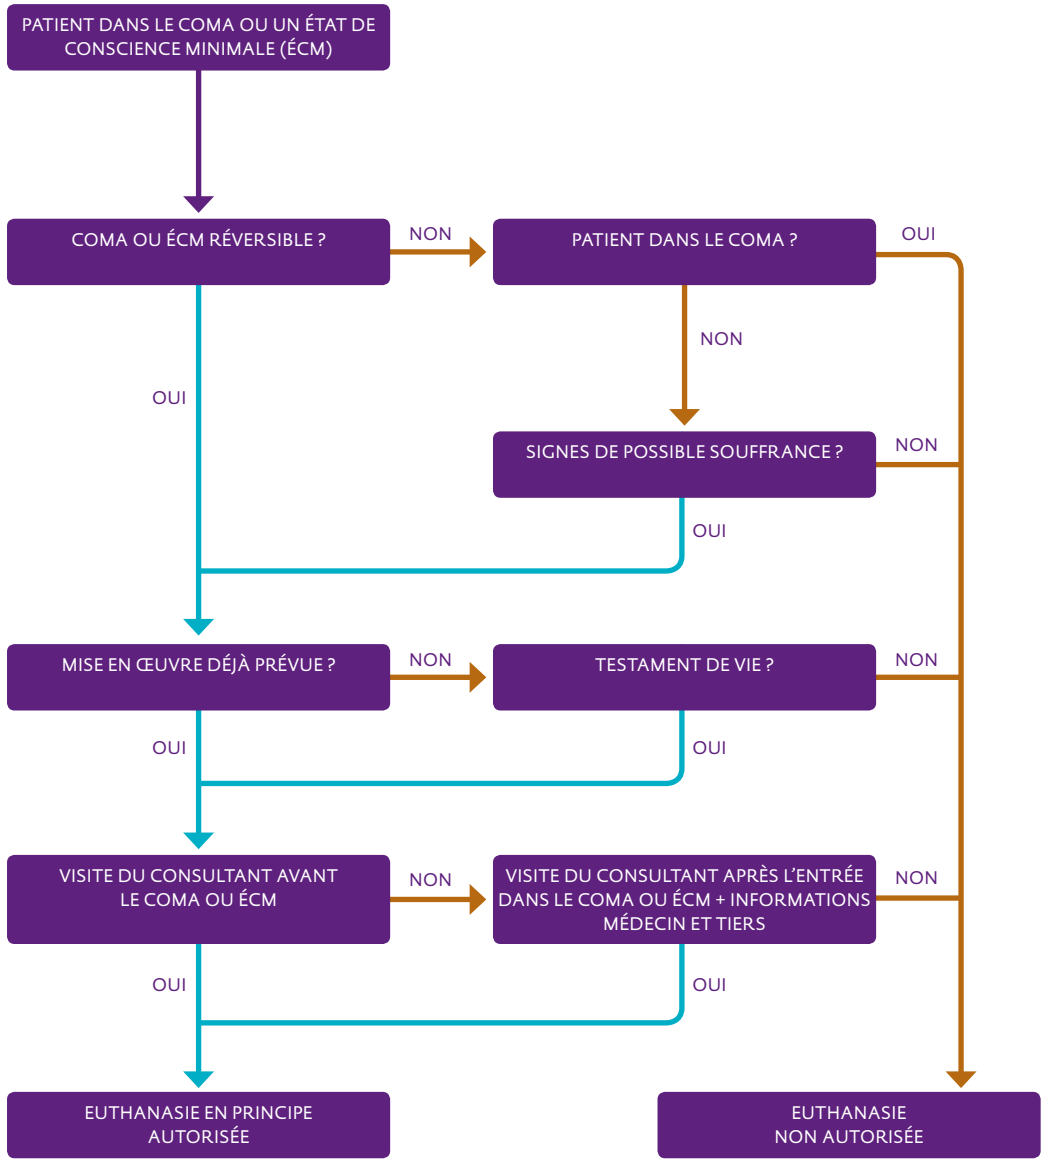 PATIENT DANS LE COMA OU UN ÉTAT DE
CONSCIENCE MINIMALE (ÉCM)
COMA OU ÉCM RÉVERSIBLE ?
NON
PATIENT DANS LE COMA ?
OUI
NON
OUI
SIGNES DE POSSIBLE SOUFFRANCE ?
NON
OUI
MISE EN ŒUVRE DÉJÀ PRÉVUE ?
NON
TESTAMENT DE VIE ?
NON
OUI
OUI
VISITE DU CONSULTANT AVANT
LE COMA OU ÉCM
NON
VISITE DU CONSULTANT APRÈS L'ENTRÉE
DANS LE COMA OU ÉCM + INFORMATIONS
MÉDECIN ET TIERS
NON
OUI
OUI
EUTHANASIE EN PRINCIPE
AUTORISÉE
EUTHANASIE
NON AUTORISÉE